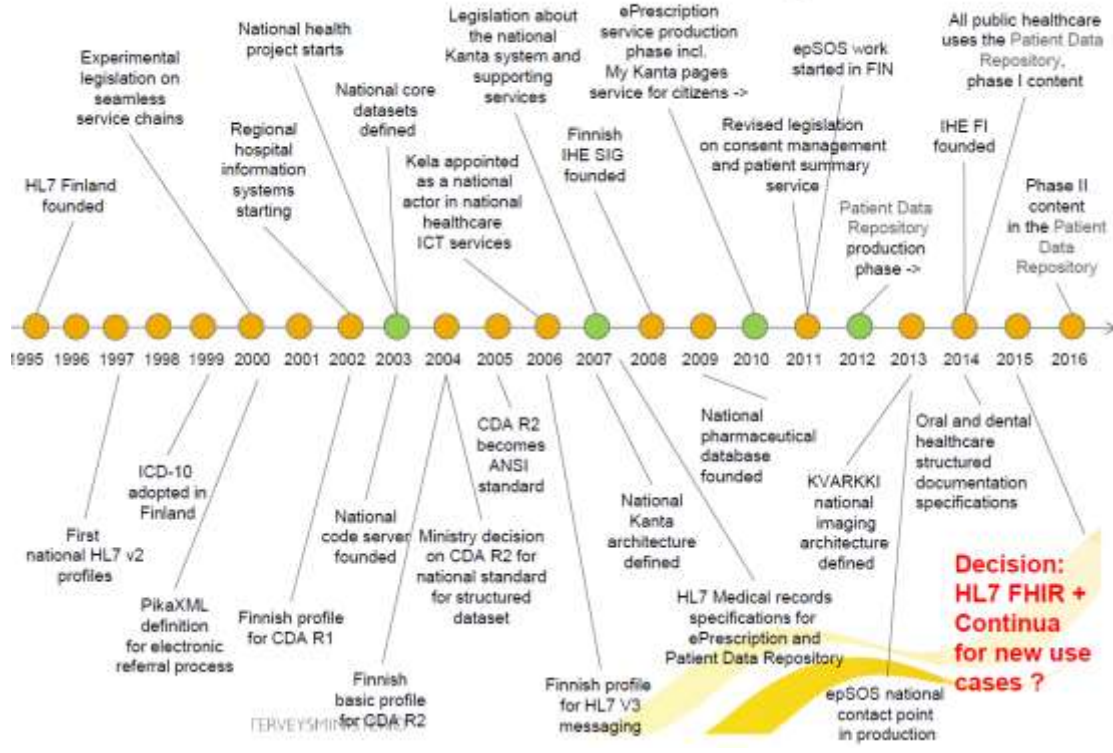 HL7 Finland
founded
Experimental
legislation on
seamless
service chains
Regional
hospital
information
systems
starting
National health
project starts
National core
datasets
defined
Kela appointed
as a national
actor in national
healthcare
ICT services
Legislation about
the national
Kanta system and
supporting
services
Finnish
IHE SIG
founded
ePrescription
service production
phase incl.
My Kanta pages
service for citizens ->
Revised legislation
on consent management
and patient summary
service
epSOS work
started in FIN
Patient Data
Repository
production
phase ->
IHE FI
founded
All public healthcare
uses the Patient Data
Repository,
phase I content
Phase II
content
in the Patient
Data
Repository
1995 1996 1997 1998 1999 2000 2001 2002 2003 2004 2005 2006 2007 2008 2009 2010 2011 2012 2013 2014 2015 2016
First
national HL7 v2
profiles
ICD-10
adopted in
Finland
PikaXML
definition
for electronic
referral process
Finnish profile
for CDA R1
National
code server
founded
Finnish
basic profile
for CDA R2
Ministry decision
on CDA R2 for
national standard
for structured
dataset
CDA R2
becomes
ANSI
standard
Finnish profile
for HL7 V3
messaging
National
Kanta
architecture
defined
HL7 Medical records
specifications for
ePrescription and
Patient Data Repository
National
pharmaceutical
database
founded
KVARKKI
national
imaging
architecture
defined
epSOS national
contact point
in production
Oral and dental
healthcare
structured
documentation
specifications
Decision:
HL7 FHIR +
Continua
for new use
cases ?